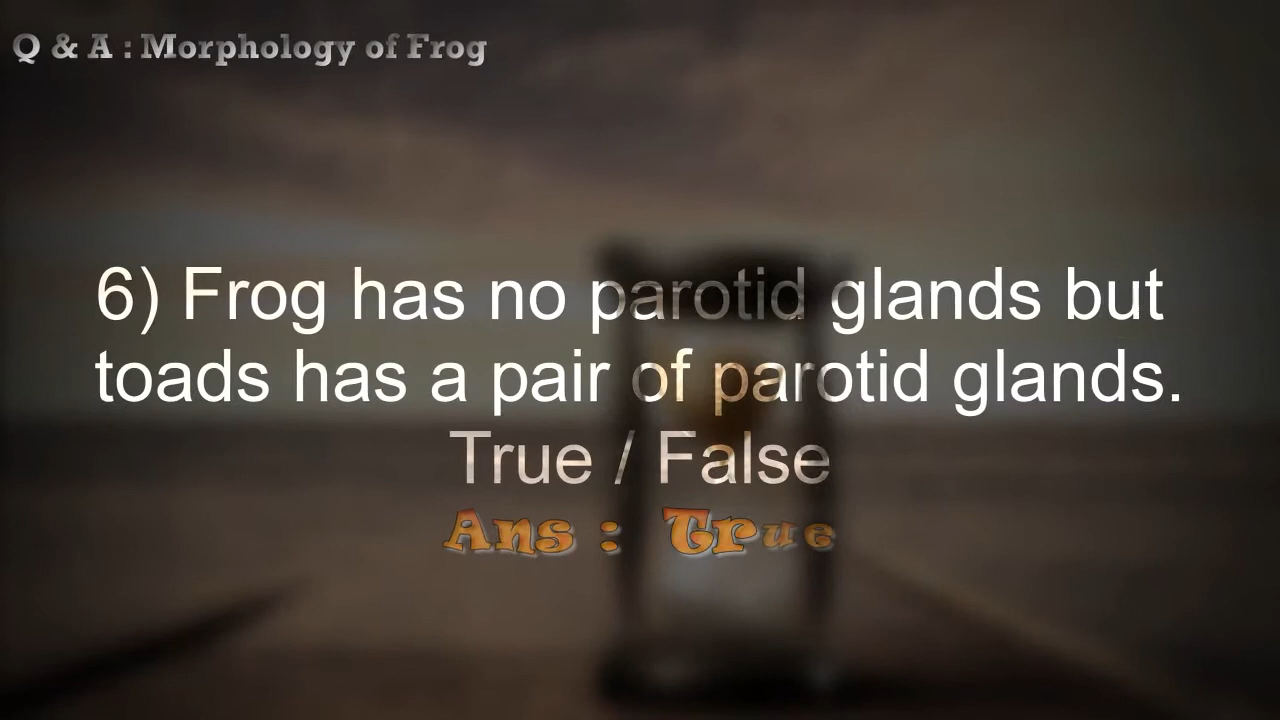 Q & A : Morphology of Frog
6) Frog has no parotid glands but
toads has a pair of parotid glands.
True / False
Ans : True